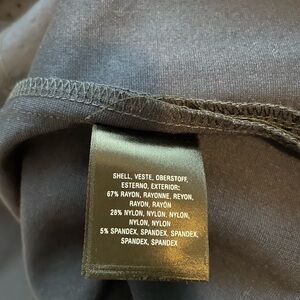 SHELL, VESTE, OBERSTOFF,
ESTERNO, EXTERIOR:
67% RAYON, RAYONNE, REYON,
RAYON, RAYÓN
28% NYLON, NYLON, NYLON,
NYLON, NYLON
5% SPANDEX, SPANDEX, SPANDEX,
SPANDEX, SPANDEX